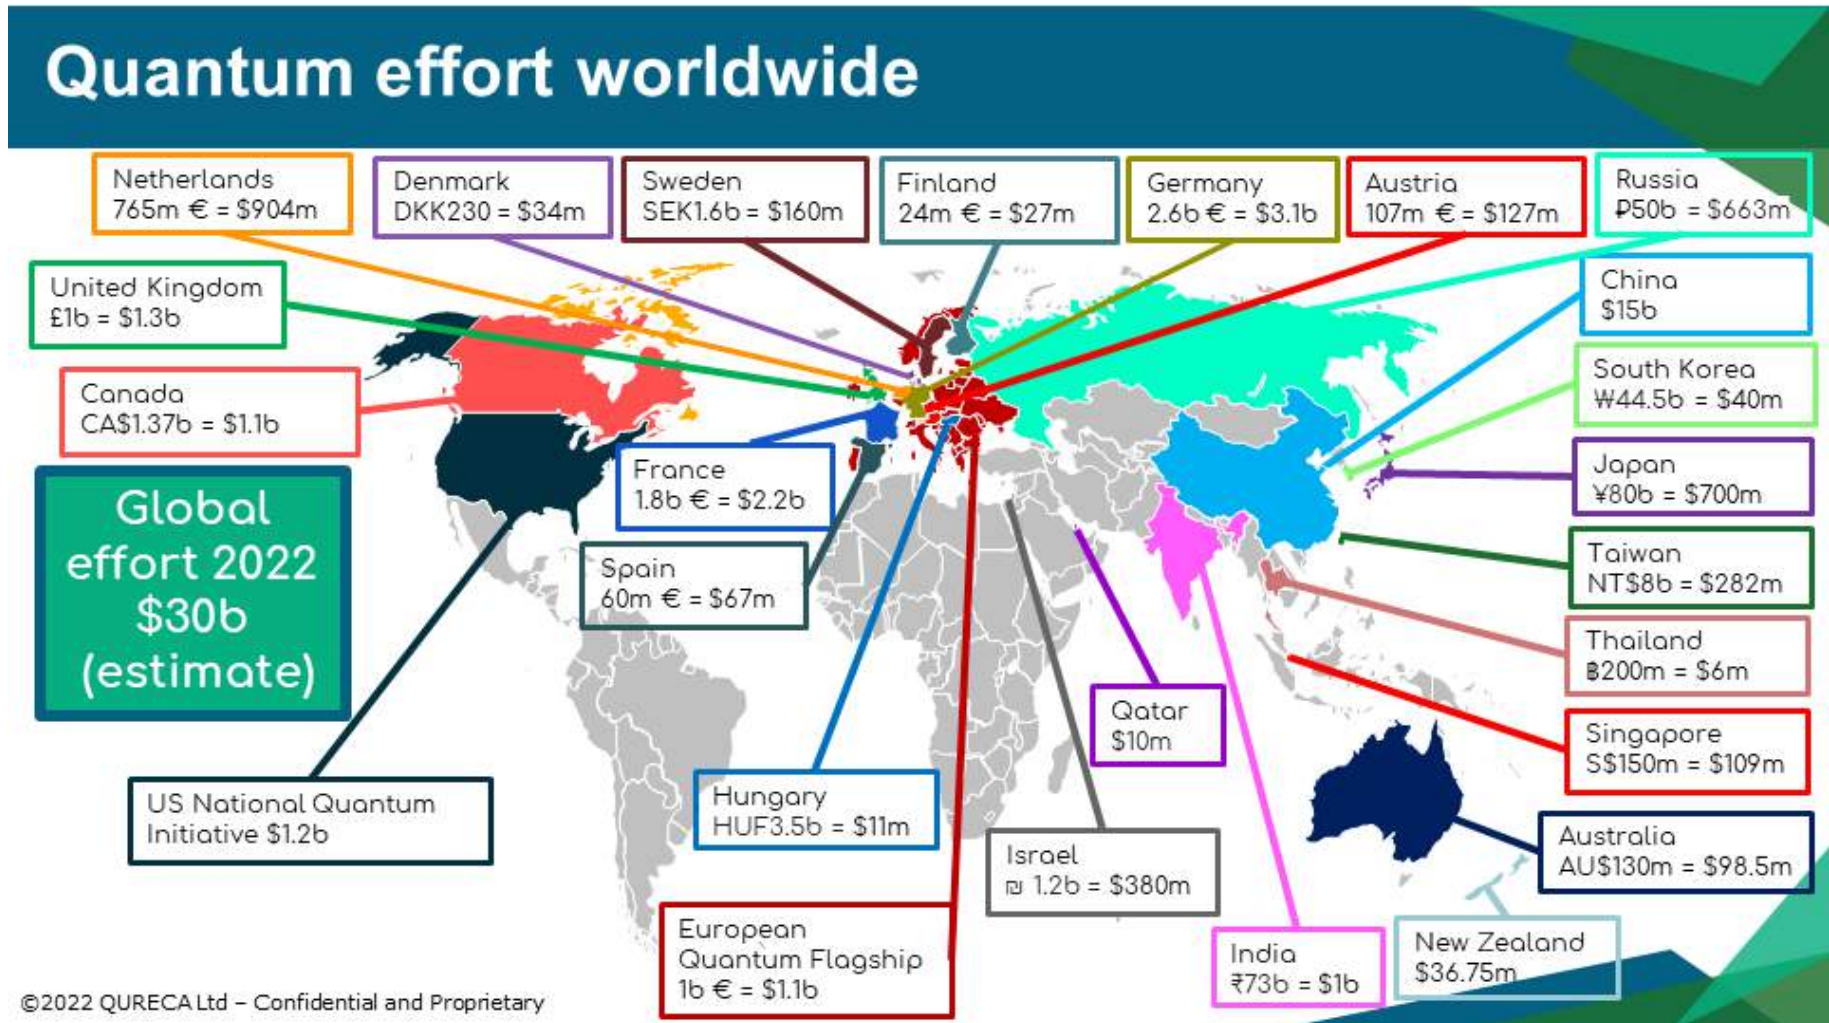 Quantum effort worldwide
Netherlands
765m € = $904m
Denmark
DKK230 = $34m
Sweden
SEK1.6b = $160m
Finland
24m € = $27m
Germany
2.6b € = $3.1b
Austria
107m € = $127m
Russia
₽50b = $663m
United Kingdom
£1b = $1.3b
China
$15b
Canada
CA$1.37b = $1.1b
South Korea
₩44.5b = $40m
France
1.8b € = $2.2b
Japan
¥80b = $700m
Global
effort 2022
$30b
(estimate)
Spain
60m € = $67m
Taiwan
NT$8b = $282m
Thailand
฿200m = $6m
Qatar
$10m
Singapore
S$150m = $109m
US National Quantum
Initiative $1.2b
Hungary
HUF3.5b = $11m
Israel
₪ 1.2b = $380m
Australia
AU$130m = $98.5m
European
Quantum Flagship
1b € = $1.1b
India
₹73b = $1b
New Zealand
$36.75m
©2022 QURECA Ltd – Confidential and Proprietary